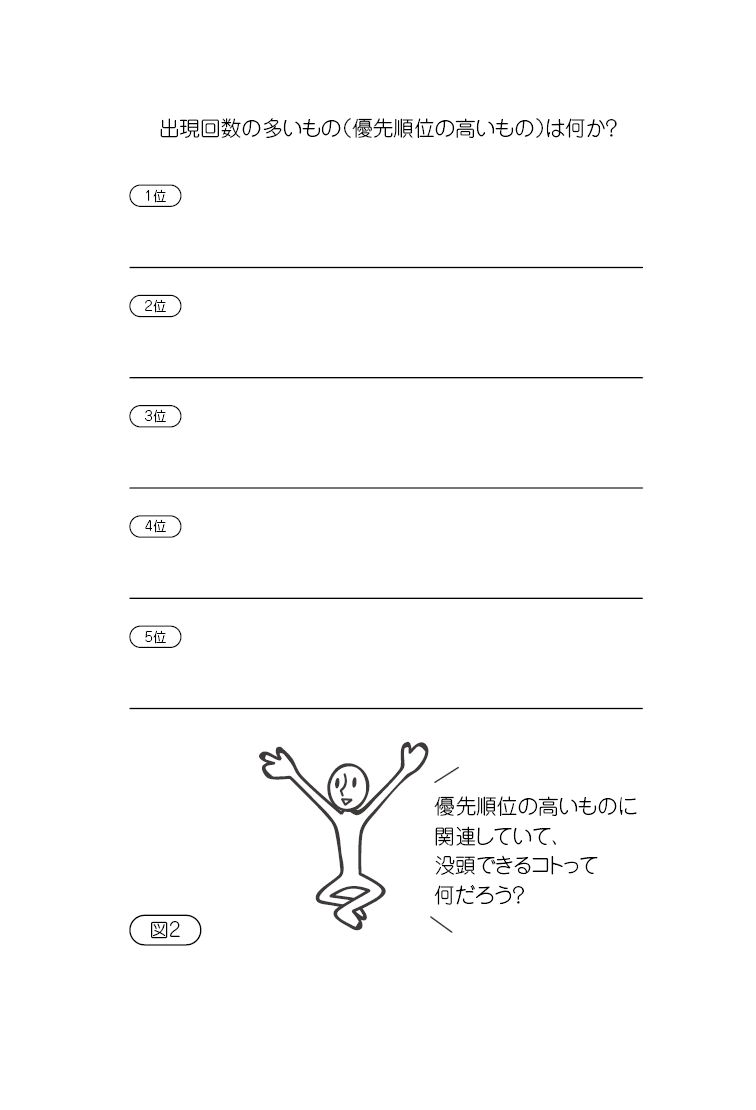 出現回数の多いもの(優先順位の高いもの)は何か?
1位
2位
3位
4位
5位
優先順位の高いものに
関連していて、
没頭できるコトって
何だろう?
図2